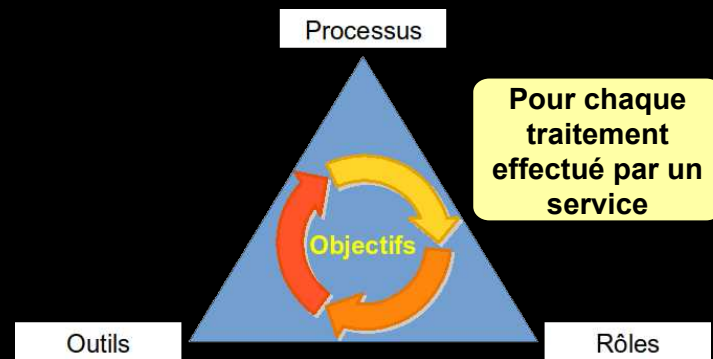 Processus
Pour chaque
traitement
effectué par un
service
Objectifs
Outils
Rôles